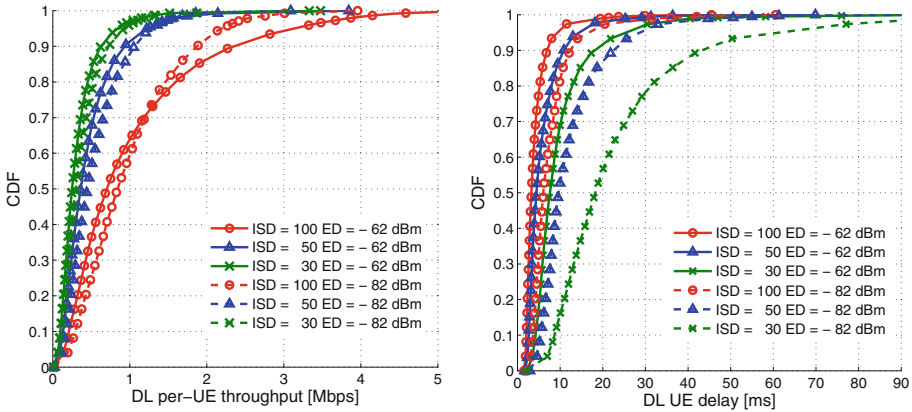 1
0.9
0.8
0.7
0.6
0.5
0.4
0.3
0.2
0.1
0
CDF
ISD = 100 ED = − 62 dBm
ISD = 50 ED = − 62 dBm
ISD = 30 ED = − 62 dBm
ISD = 100 ED = − 82 dBm
ISD = 50 ED = − 82 dBm
ISD = 30 ED = − 82 dBm
0 1 2 3 4 5
DL per-UE throughput [Mbps]
1
0.9
0.8
0.7
0.6
0.5
0.4
0.3
0.2
0.1
0
CDF
ISD = 100 ED = − 62 dBm
ISD = 50 ED = − 62 dBm
ISD = 30 ED = − 62 dBm
ISD = 100 ED = − 82 dBm
ISD = 50 ED = − 82 dBm
ISD = 30 ED = − 82 dBm
0 10 20 30 40 50 60 70 80 90
DL UE delay [ms]